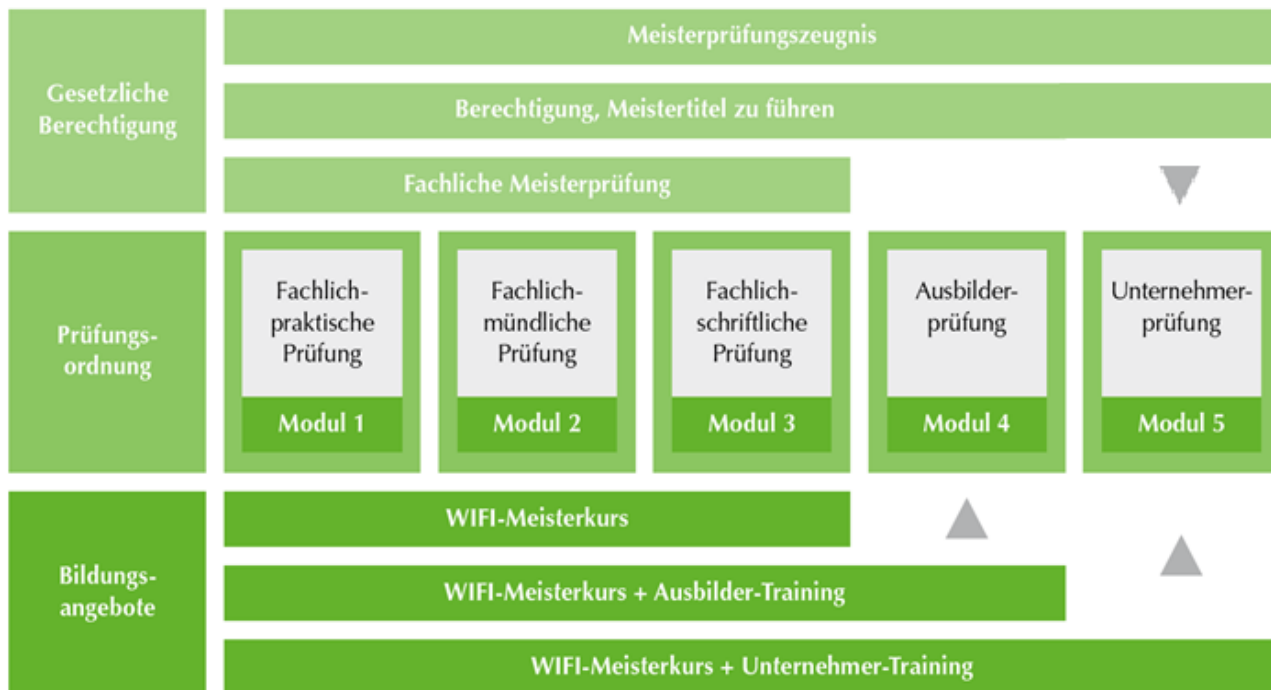 Meisterprüfungszeugnis
Gesetzliche
Berechtigung
Berechtigung, Meistertitel zu führen
Fachliche Meisterprüfung
Prüfungs-
ordnung
Fachlich-
praktische
Prüfung
Modul 1
Fachlich-
mündliche
Prüfung
Modul 2
Fachlich-
schriftliche
Prüfung
Modul 3
Ausbilder-
prüfung
Modul 4
Unternehmer-
prüfung
Modul 5
Bildungs-
angebote
WIFI-Meisterkurs
WIFI-Meisterkurs + Ausbilder-Training
WIFI-Meisterkurs + Unternehmer-Training